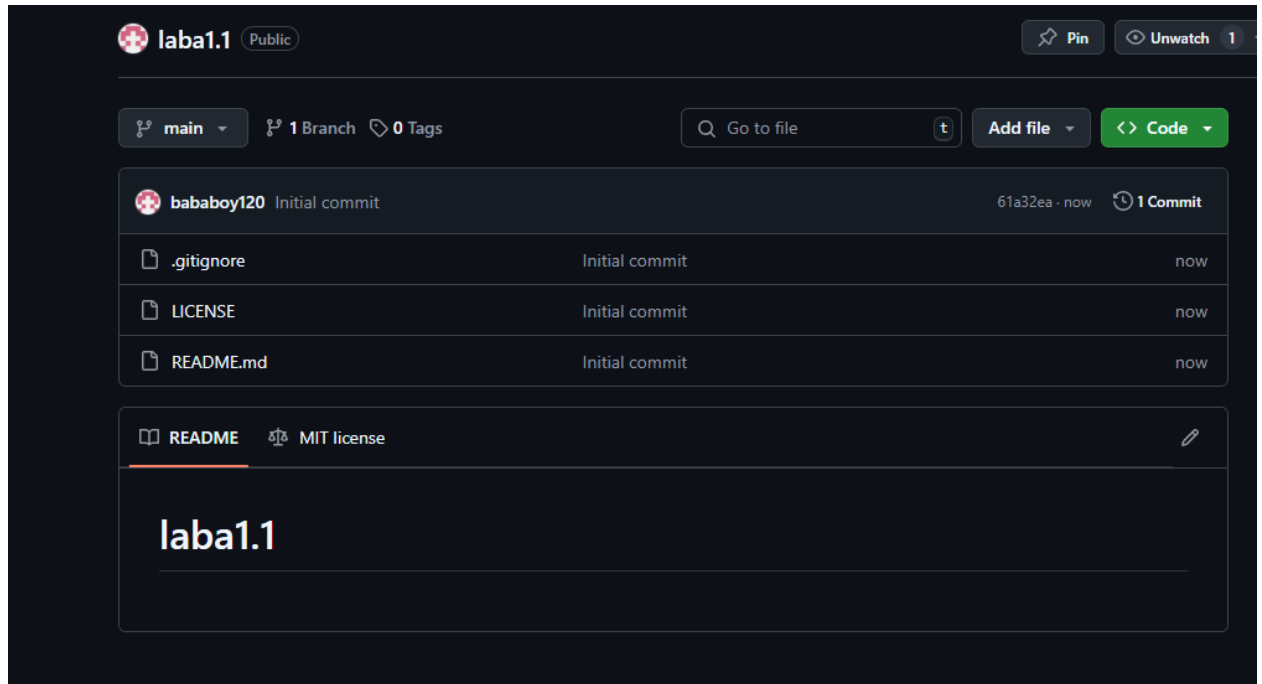 laba1.1 Public Pin Unwatch 1
main 1 Branch 0 Tags Go to file t Add file Code
bababoy120 Initial commit 61a32ea · now 1 Commit
.gitignore Initial commit now
LICENSE Initial commit now
README.md Initial commit now
README MIT license
laba1.1